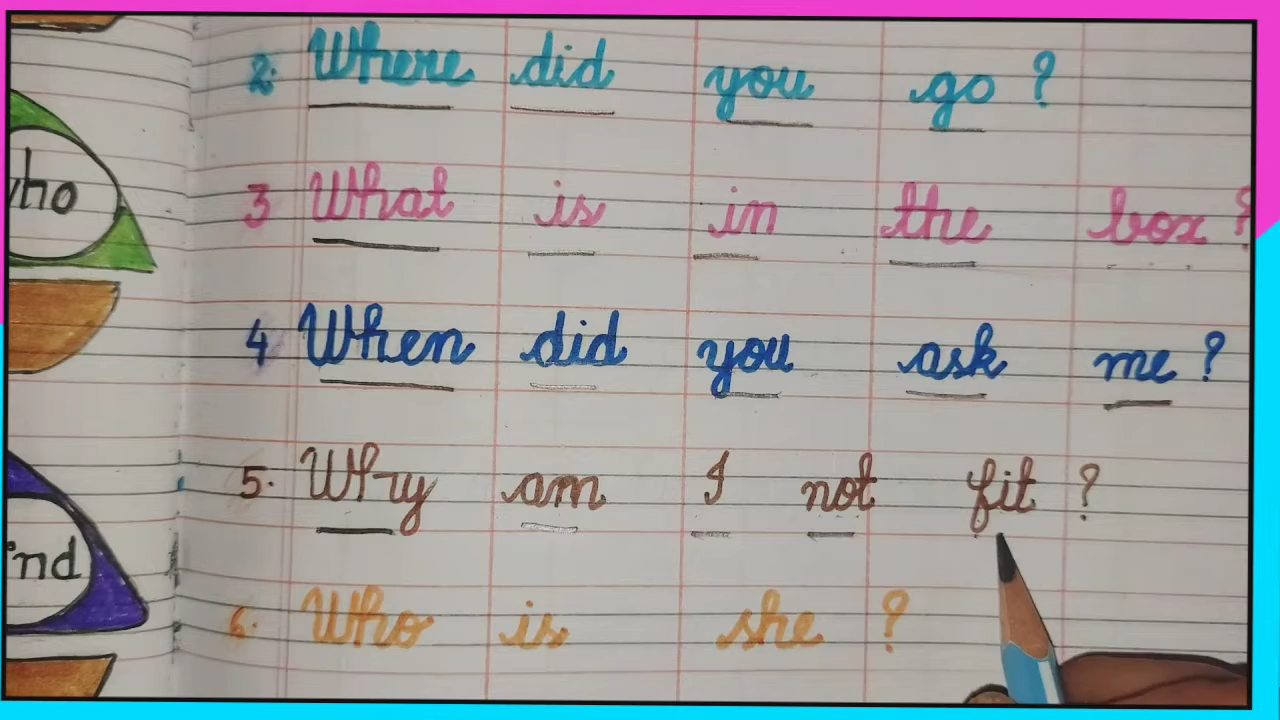 2. Where did you go ?
who
3 What is in the box ?
4 When did you ask me ?
5. Why am I not fit ?
ind
6. Who is she ?